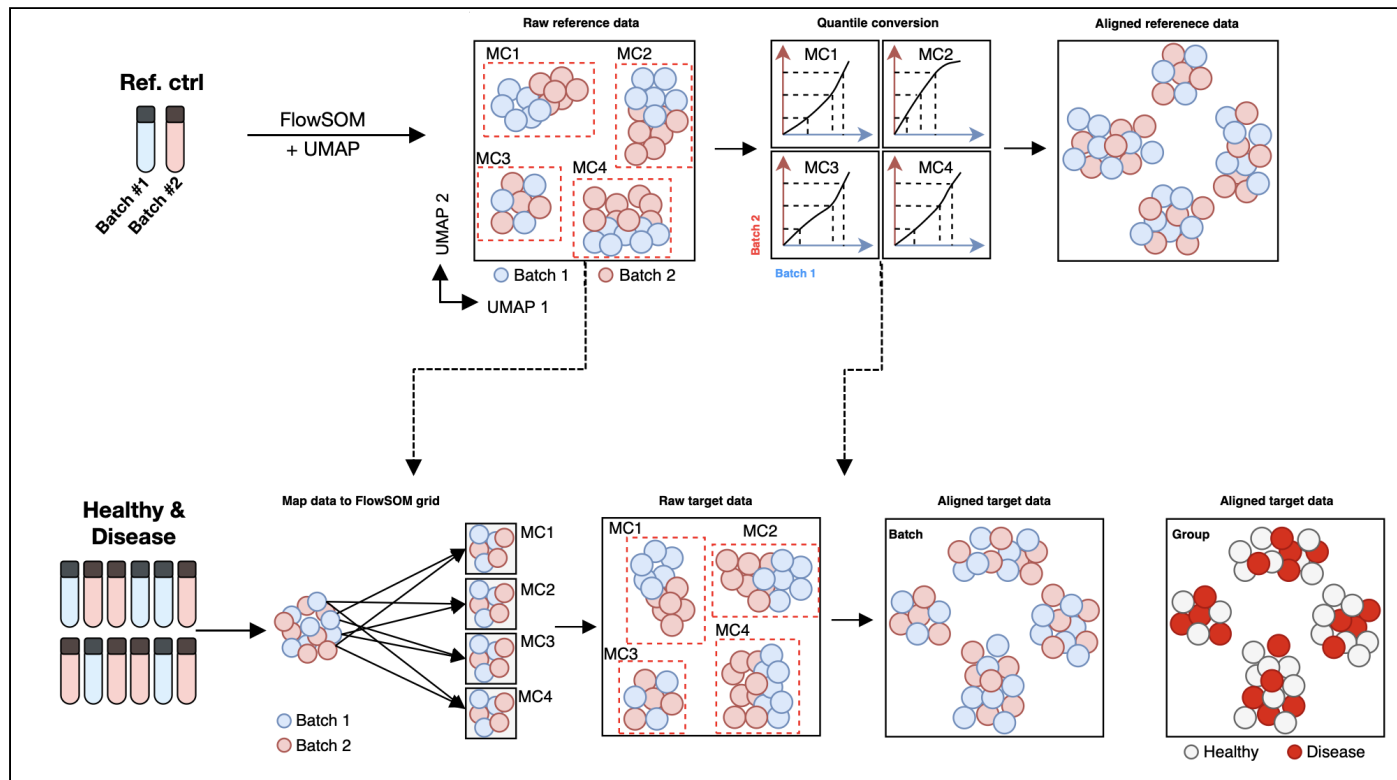 Raw reference data
Quantile conversion
Aligned referenece data
Ref. ctrl
Batch #1
Batch #2
FlowSOM
+ UMAP
MC1
MC2
MC3
MC4
UMAP 2
UMAP 1
Batch 1
Batch 2
MC1
MC2
MC3
MC4
Batch 2
Batch 1
Healthy &
Disease
Map data to FlowSOM grid
MC1
MC2
MC3
MC4
Batch 1
Batch 2
Raw target data
MC1
MC2
MC3
MC4
Aligned target data
Batch
Aligned target data
Group
Healthy
Disease